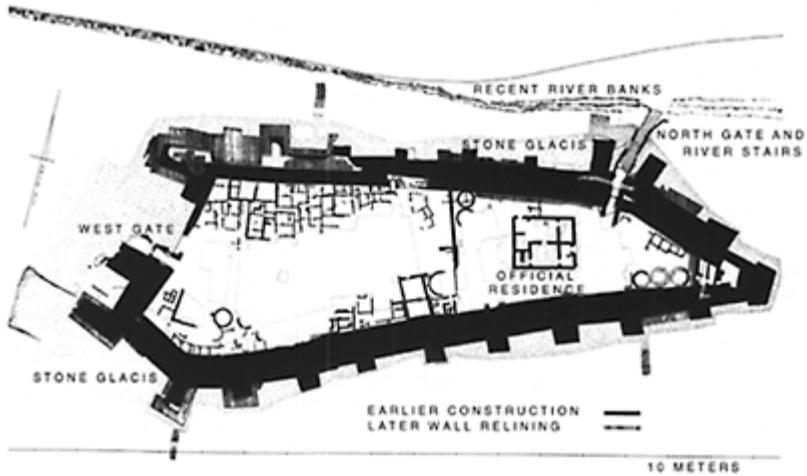 RECENT RIVER BANKS
STONE GLACIS
NORTH GATE AND
RIVER STAIRS
WEST GATE
OFFICIAL
RESIDENCE
STONE GLACIS
EARLIER CONSTRUCTION
LATER WALL RELINING
10 METERS